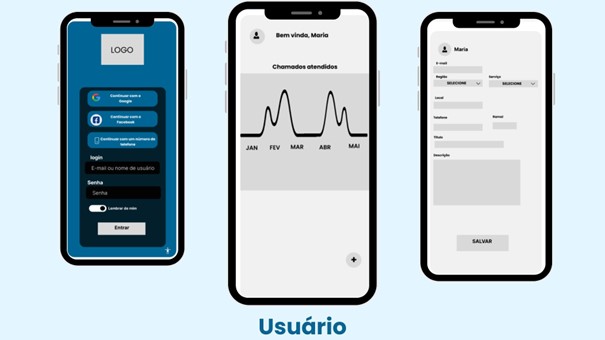 LOGO
Continuar com o
Google
Continuar com o
Facebook
Continuar com um número de
telefone
login
E-mail ou nome de usuário
Senha
Senha
Lembrar de mim
Entrar
Bem vinda, Maria
Chamados atendidos
JAN FEV MAR ABR MAI
Maria
E-mail
Região Serviço
SELECIONE SELECIONE
Local
Telefone Ramal
Título
Descrição
SALVAR
Usuário